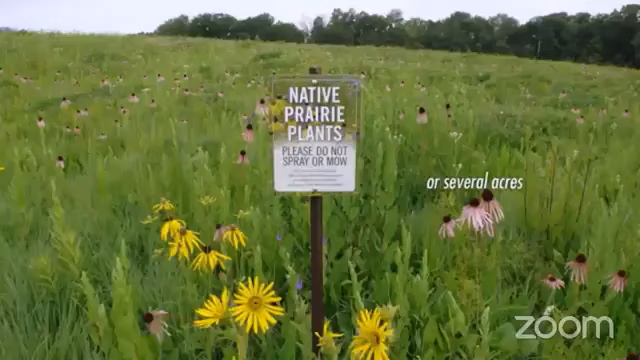 NATIVE
PRAIRIE
PLANTS
PLEASE DO NOT
SPRAY OR MOW
or several acres
zoom